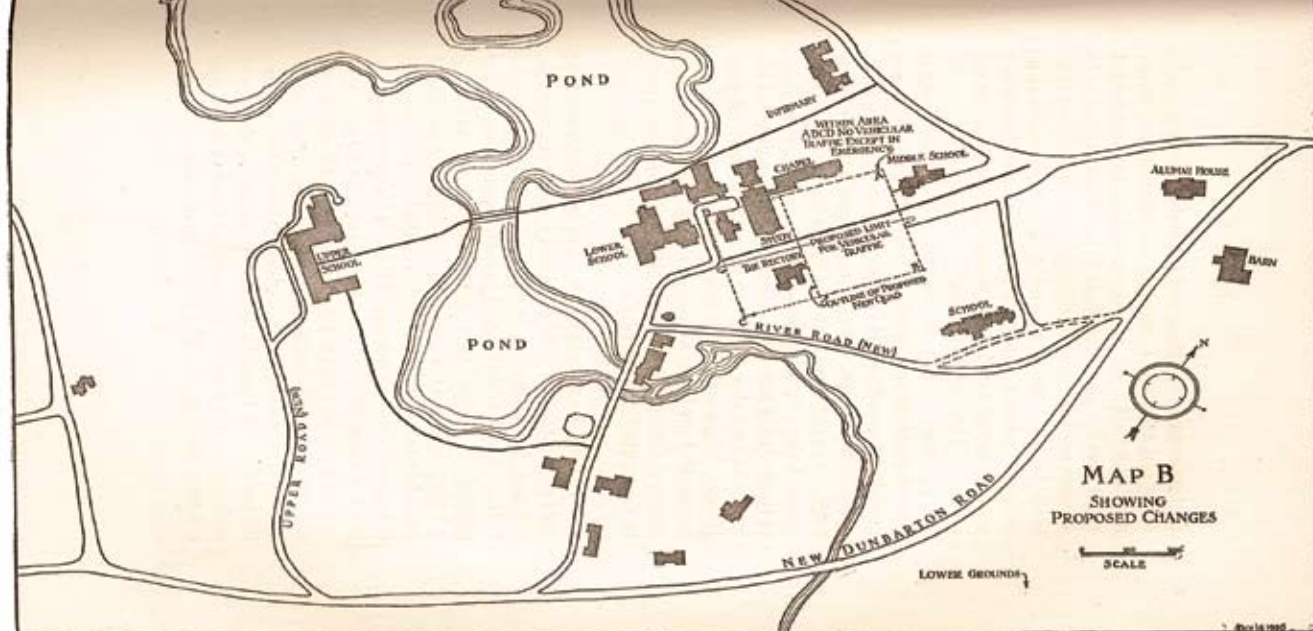 POND
INFIRMARY
WITHIN AREA
ABCD NO VEHICULAR
TRAFFIC EXCEPT IN
EMERGENCY
CHAPEL
MIDDLE SCHOOL
ALUMNI HOUSE
UPPER
SCHOOL
LOWER
SCHOOL
STUDY
PROPOSED LIMIT
FOR VEHICULAR
TRAFFIC
THE RECTORY
BARN
OUTLINE OF PROPOSED
NEW QUAD
SCHOOL
POND
RIVER ROAD (NEW)
N
UPPER ROAD (NEW)
MAP B
SHOWING
PROPOSED CHANGES
NEW DUNBARTON ROAD
SCALE
LOWER GROUNDS